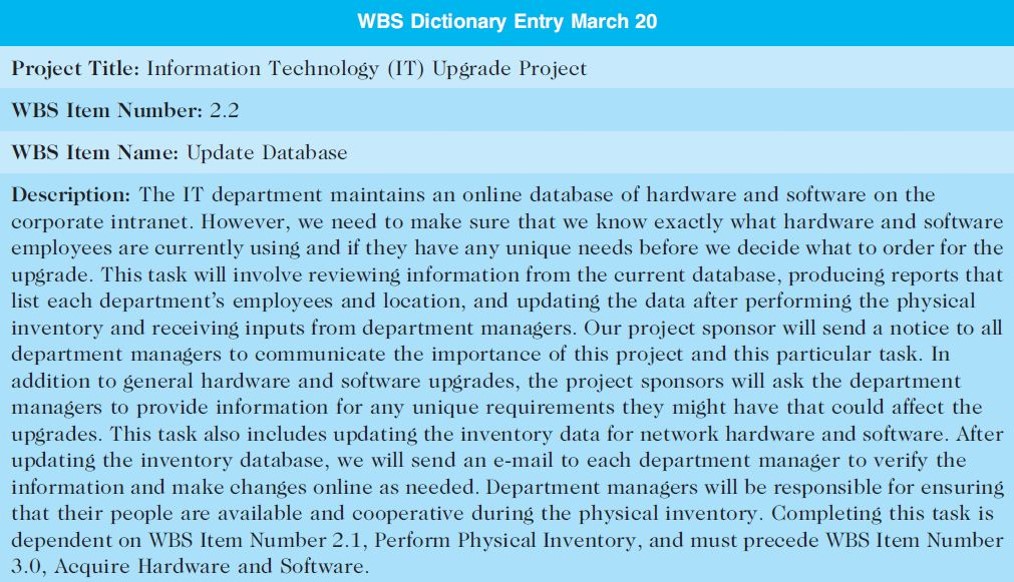 WBS Dictionary Entry March 20
Project Title: Information Technology (IT) Upgrade Project
WBS Item Number: 2.2
WBS Item Name: Update Database
Description: The IT department maintains an online database of hardware and software on the
corporate intranet. However, we need to make sure that we know exactly what hardware and software
employees are currently using and if they have any unique needs before we decide what to order for the
upgrade. This task will involve reviewing information from the current database, producing reports that
list each department's employees and location, and updating the data after performing the physical
inventory and receiving inputs from department managers. Our project sponsor will send a notice to all
department managers to communicate the importance of this project and this particular task. In
addition to general hardware and software upgrades, the project sponsors will ask the department
managers to provide information for any unique requirements they might have that could affect the
upgrades. This task also includes updating the inventory data for network hardware and software. After
updating the inventory database, we will send an e-mail to each department manager to verify the
information and make changes online as needed. Department managers will be responsible for ensuring
that their people are available and cooperative during the physical inventory. Completing this task is
dependent on WBS Item Number 2.1, Perform Physical Inventory, and must precede WBS Item Number
3.0, Acquire Hardware and Software.